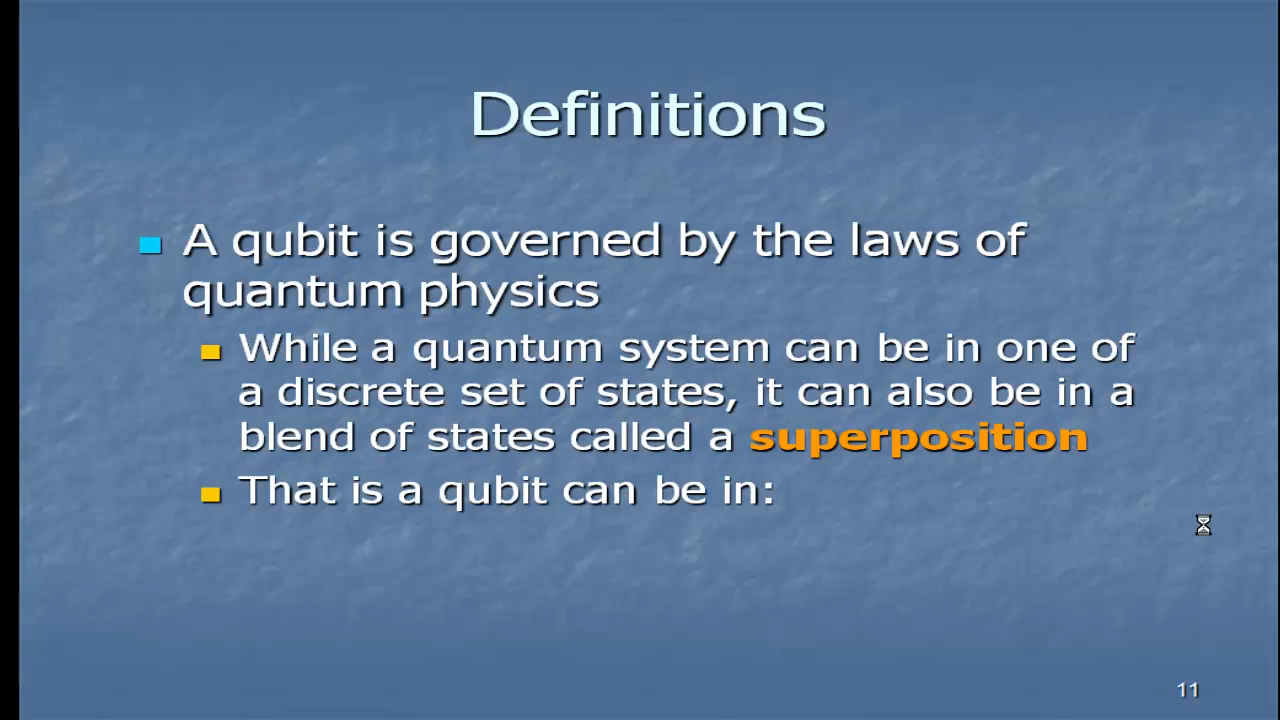 Definitions
A qubit is governed by the laws of
quantum physics
While a quantum system can be in one of
a discrete set of states, it can also be in a
blend of states called a superposition
That is a qubit can be in:
11